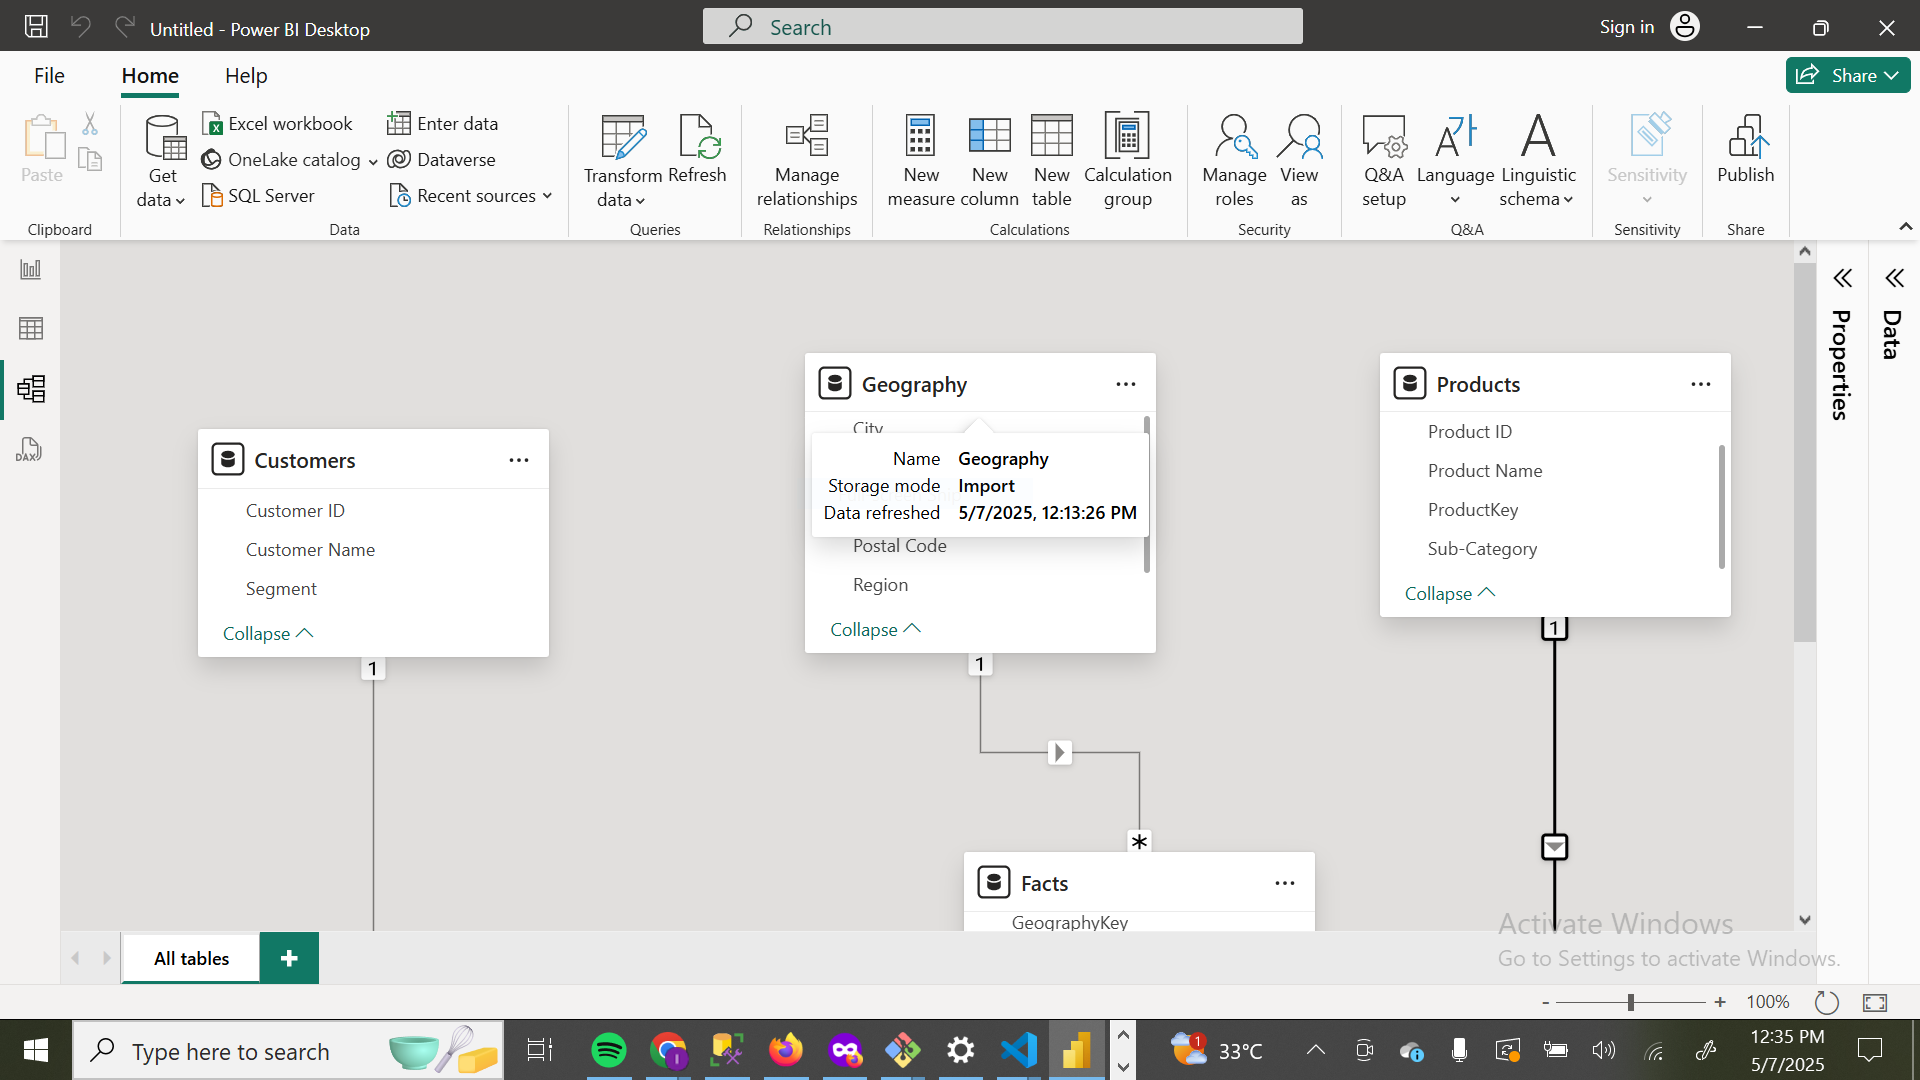 Untitled - Power BI Desktop
Search
Sign in
File
Home
Help
Share
Paste
Clipboard
Get data
Excel workbook
OneLake catalog
SQL Server
Enter data
Dataverse
Recent sources
Data
Transform data
Refresh
Queries
Manage relationships
Relationships
New measure
New column
New table
Calculation group
Calculations
Manage roles
View as
Security
Q&A setup
Language
Linguistic schema
Q&A
Sensitivity
Sensitivity
Publish
Share
DAX
Customers
Customer ID
Customer Name
Segment
Collapse
1
Geography
City
Name Geography
Storage mode Import
Data refreshed 5/7/2025, 12:13:26 PM
Postal Code
Region
Collapse
1
*
Products
Product ID
Product Name
ProductKey
Sub-Category
Collapse
1
Facts
GeographyKey
Properties
Data
Activate Windows
Go to Settings to activate Windows.
All tables
+
- + 100%
Type here to search
1
33°C
12:35 PM
5/7/2025